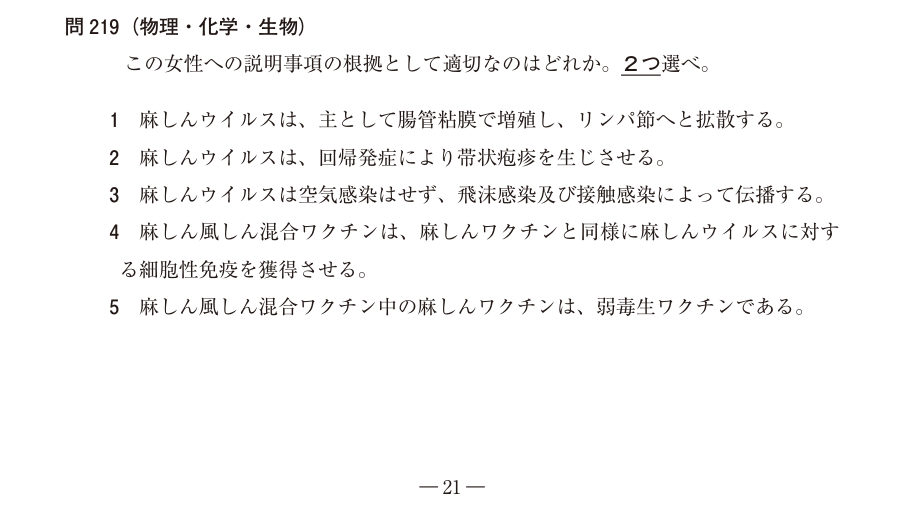 問 219（物理・化学・生物）
この女性への説明事項の根拠として適切なのはどれか。２つ選べ。
1 麻しんウイルスは、主として腸管粘膜で増殖し、リンパ節へと拡散する。
2 麻しんウイルスは、回帰発症により帯状疱疹を生じさせる。
3 麻しんウイルスは空気感染はせず、飛沫感染及び接触感染によって伝播する。
4 麻しん風しん混合ワクチンは、麻しんワクチンと同様に麻しんウイルスに対す
る細胞性免疫を獲得させる。
5 麻しん風しん混合ワクチン中の麻しんワクチンは、弱毒生ワクチンである。
― 21 ―